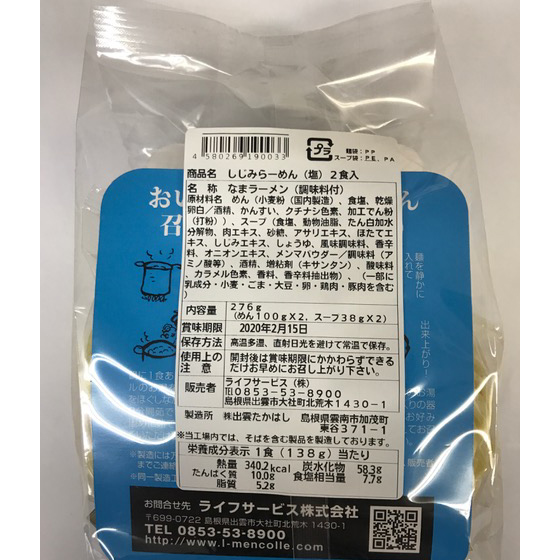 4 580269 190033
プラ
麺袋:PP
スープ袋:PE, PA
商品名 しじみらーめん（塩）2食入
名 称 なまラーメン（調味料付）
原材料名 めん（小麦粉（国内製造）、食塩、乾燥
卵白／酒精、かんすい、クチナシ色素、加工でん粉
（打粉））、スープ（食塩、動物油脂、たん白加水
分解物、肉エキス、砂糖、アサリエキス、ほたてエ
キス、しじみエキス、しょうゆ、風味調味料、香辛
料、オニオンエキス、メンマパウダー／調味料（ア
ミノ酸等）、酒精、増粘剤（キサンタン）、酸味料
、カラメル色素、香料、香辛料抽出物）、（一部に
乳成分・小麦・ごま・大豆・卵・鶏肉・豚肉を含む）
内容量 276g
（めん100gX2、スープ38gX2）
賞味期限 2020年2月15日
保存方法 高温多湿、直射日光を避けて常温で保存。
使用上の注意 開封後は賞味期限にかかわらずできる
だけお早めにお召し上がり下さい。
販売者 ライフサービス（株）
℡0853-53-8900
島根県出雲市大社町北荒木1430-1
製造所 ㈱出雲たかはし 島根県雲南市加茂町
東谷371-1
※当工場内では、そばを含む製品を製造しております。
栄養成分表示 1食（138g）当たり
熱量 340.2kcal 炭水化物 58.3g
たんぱく質 10.0g 食塩相当量 7.7g
脂質 5.2g
麺を静かに
入れて
出来上がり！
お問合せ先 ライフサービス株式会社
〒699-0722 島根県出雲市大社町北荒木 1430-1
TEL 0853-53-8900
http://www.l-mencolle.com